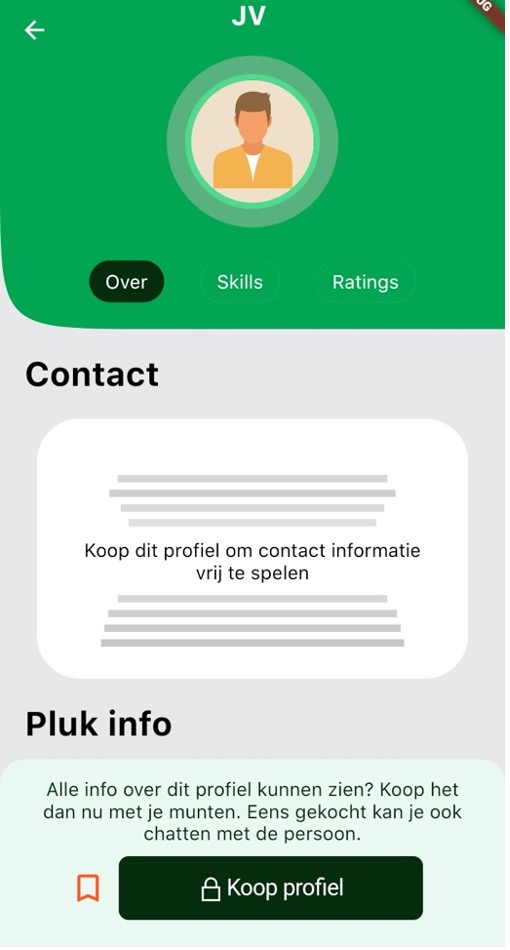 JV
UG
Over
Skills
Ratings
Contact
Koop dit profiel om contact informatie
vrij te spelen
Pluk info
Alle info over dit profiel kunnen zien? Koop het
dan nu met je munten. Eens gekocht kan je ook
chatten met de persoon.
Koop profiel